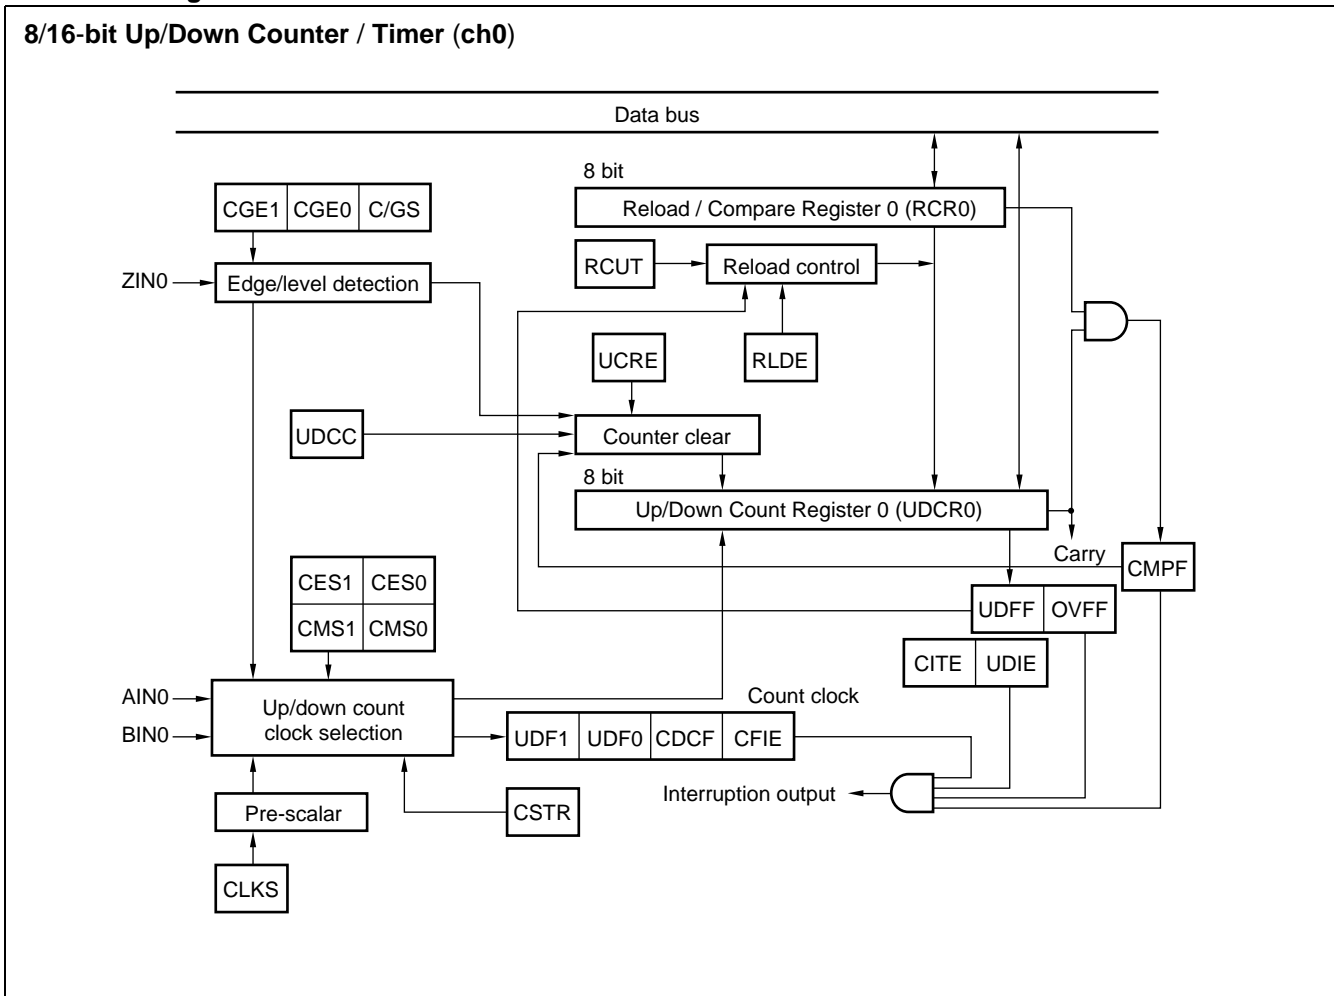 8/16-bit Up/Down Counter / Timer (ch0)
Data bus
8 bit
CGE1 CGE0 C/GS
Reload / Compare Register 0 (RCR0)
RCUT
Reload control
ZIN0
Edge/level detection
UCRE
RLDE
UDCC
Counter clear
8 bit
Up/Down Count Register 0 (UDCR0)
Carry
CMPF
CES1 CES0
CMS1 CMS0
UDFF OVFF
CITE UDIE
AIN0
BIN0
Up/down count
clock selection
Count clock
UDF1 UDF0 CDCF CFIE
Interruption output
Pre-scalar
CSTR
CLKS